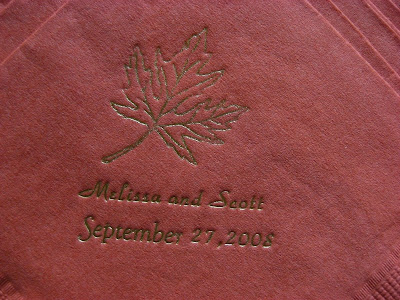 Melissa and Scott
September 27, 2008